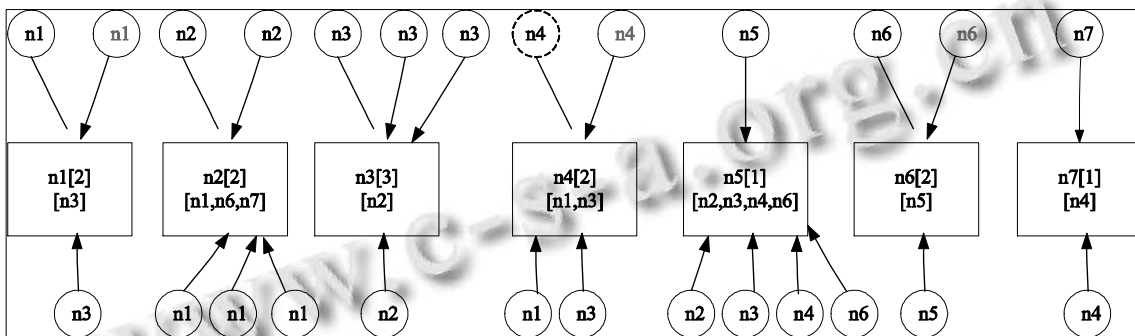 n1 n1 n2 n2 n3 n3 n3 n4 n4 n5 n6 n6 n7
n1[2] n2[2] n3[3] n4[2] n5[1] n6[2] n7[1]
[n3] [n1,n6,n7] [n2] [n1,n3] [n2,n3,n4,n6] [n5] [n4]
n3 n1 n1 n1 n2 n1 n3 n2 n3 n4 n6 n5 n4
www.c-s-a.org.cn